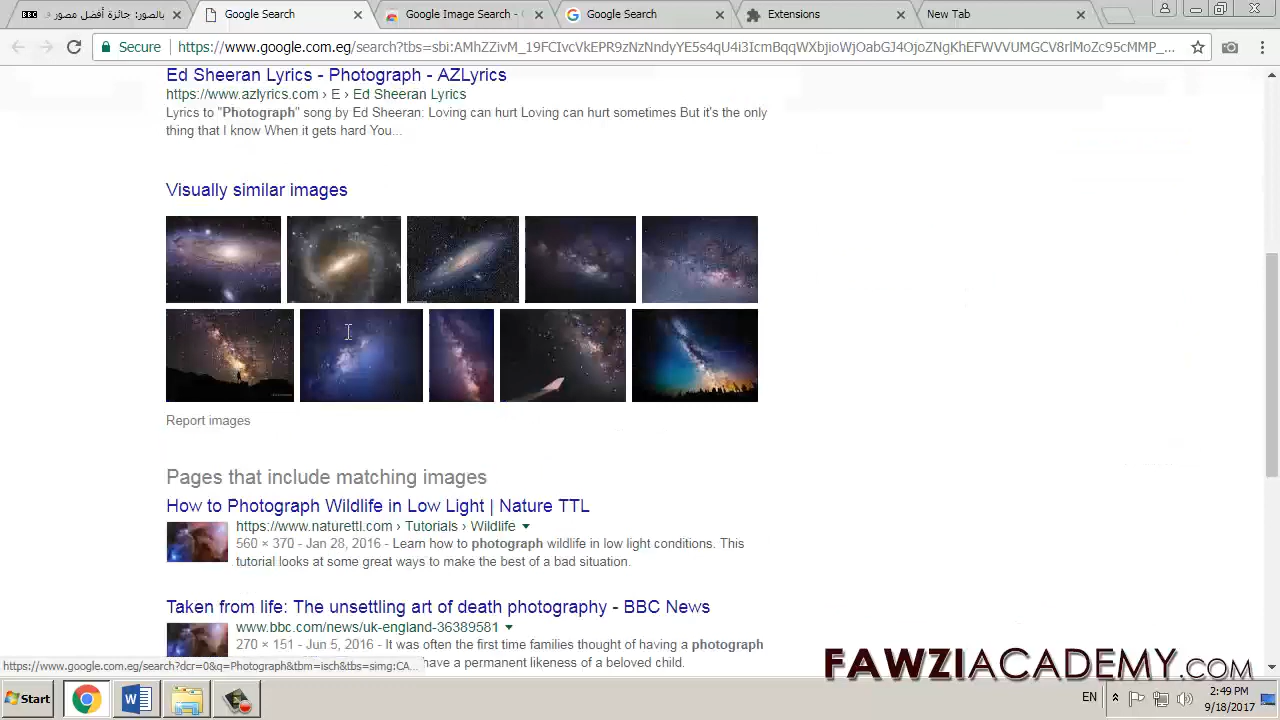 بالصور: جائزة أفضل مصور
Google Search
Google Image Search - 
Google Search
Extensions
New Tab
Secure
https://www.google.com.eg/search?tbs=sbi:
Ed Sheeran Lyrics - Photograph - AZLyrics
https://www.azlyrics.com › E › Ed Sheeran Lyrics
Lyrics to "Photograph" song by Ed Sheeran: Loving can hurt Loving can hurt sometimes But it's the only
thing that I know When it gets hard You...
Visually similar images
Report images
Pages that include matching images
How to Photograph Wildlife in Low Light | Nature TTL
https://www.naturettl.com › Tutorials › Wildlife
560 × 370 - Jan 28, 2016 - Learn how to photograph wildlife in low light conditions. This
tutorial looks at some great ways to make the best of a bad situation.
Taken from life: The unsettling art of death photography - BBC News
www.bbc.com/news/uk-england-36389581
270 × 151 - Jun 5, 2016 - It was often the first time families thought of having a photograph
have a permanent likeness of a beloved child.
https://www.google.com.eg/search?dcr=0&q=Photograph&tbm=isch&tbs=simg:CA...
FAWZIACADEMY.COM
Start
EN
2:49 PM
9/18/2017